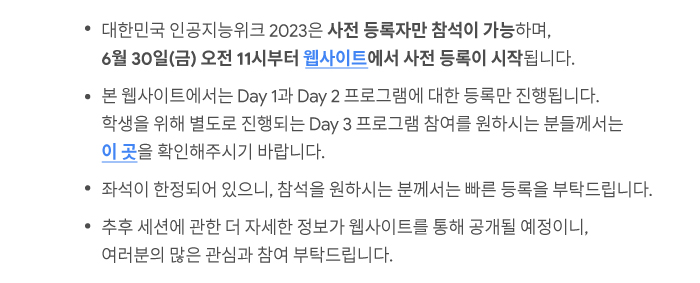 • 대한민국 인공지능위크 2023은 사전 등록자만 참석이 가능하며,
6월 30일(금) 오전 11시부터 웹사이트에서 사전 등록이 시작됩니다.
• 본 웹사이트에서는 Day 1과 Day 2 프로그램에 대한 등록만 진행됩니다.
학생을 위해 별도로 진행되는 Day 3 프로그램 참여를 원하시는 분들께서는
이 곳을 확인해주시기 바랍니다.
• 좌석이 한정되어 있으니, 참석을 원하시는 분께서는 빠른 등록을 부탁드립니다.
• 추후 세션에 관한 더 자세한 정보가 웹사이트를 통해 공개될 예정이니,
여러분의 많은 관심과 참여 부탁드립니다.